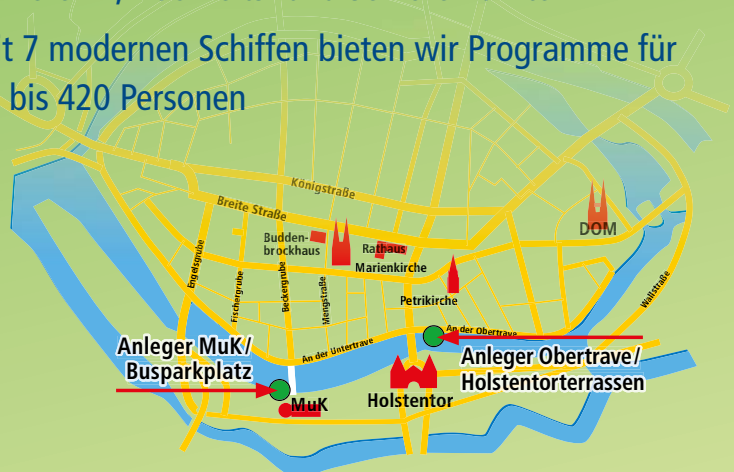 t 7 modernen Schiffen bieten wir Programme für
bis 420 Personen
Königstraße
Breite Straße
DOM
Budden-
brockhaus
Rathaus
Marienkirche
Engelsgrube
Fischergrube
Beckergrube
Mengstraße
Petrikirche
Wallstraße
An der Obertrave
An der Untertrave
Anleger MuK/
Busparkplatz
Anleger Obertrave/
Holstentorterrassen
MuK
Holstentor